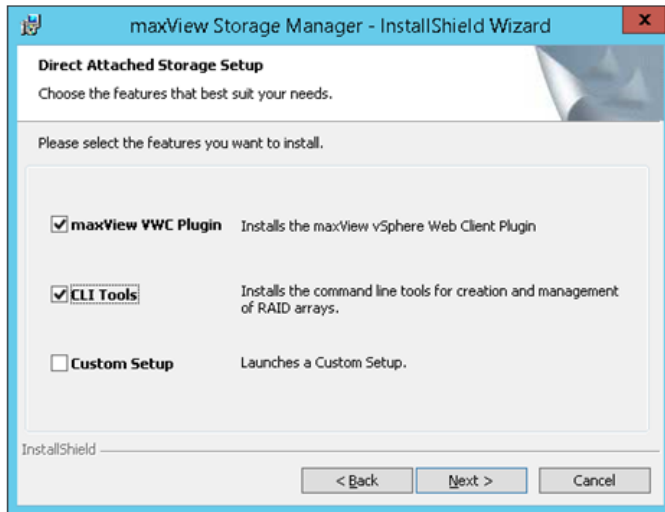 maxView Storage Manager - InstallShield Wizard
x
Direct Attached Storage Setup
Choose the features that best suit your needs.
Please select the features you want to install.
maxView VWC Plugin Installs the maxView vSphere Web Client Plugin
CLI Tools Installs the command line tools for creation and management
of RAID arrays.
Custom Setup Launches a Custom Setup.
InstallShield
< Back Next > Cancel